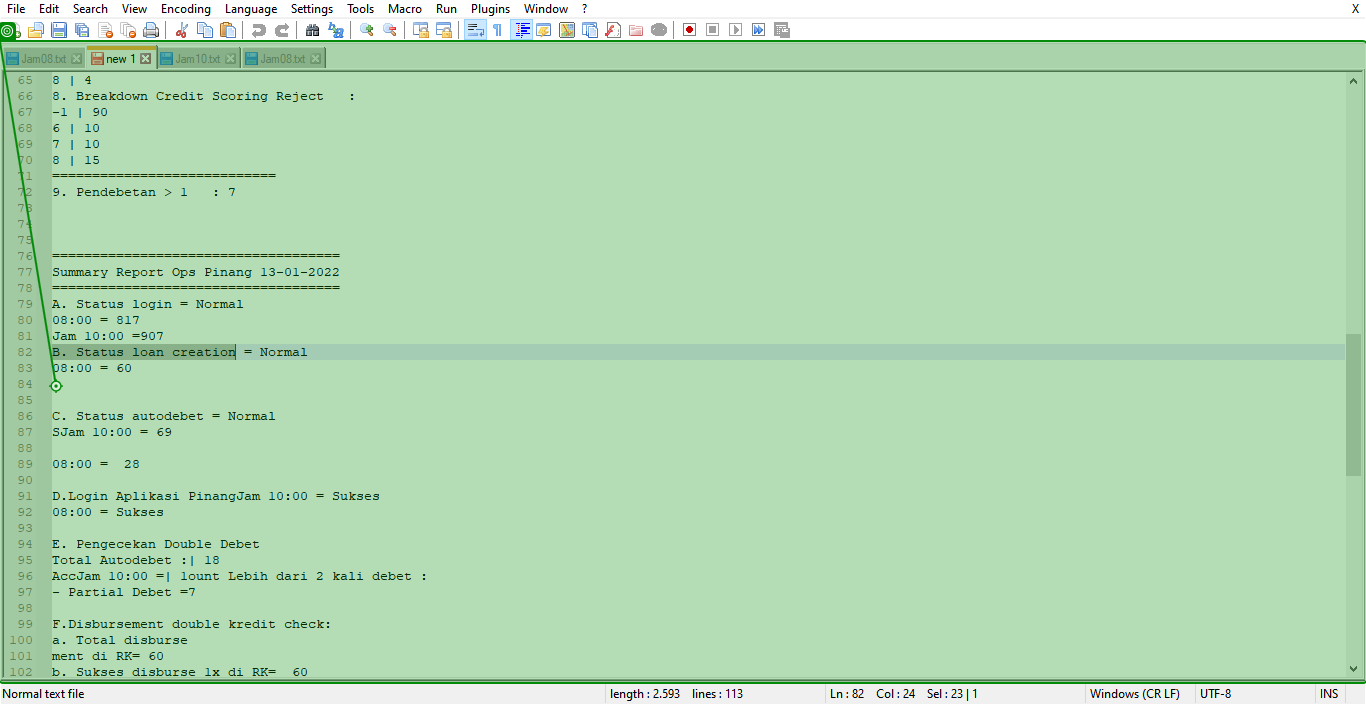 File Edit Search View Encoding Language Settings Tools Macro Run Plugins Window ? X
Jam08.txt new 1 Jam10.txt Jam08.txt
65 8 | 4
66 8. Breakdown Credit Scoring Reject :
67 -1 | 90
68 6 | 10
69 7 | 10
70 8 | 15
71 ============================
72 9. Pendebetan > 1 : 7
73
74
75
76 ====================================
77 Summary Report Ops Pinang 13-01-2022
78 ====================================
79 A. Status login = Normal
80 08:00 = 817
81 Jam 10:00 =907
82 B. Status loan creation = Normal
83 08:00 = 60
84
85
86 C. Status autodebet = Normal
87 SJam 10:00 = 69
88
89 08:00 = 28
90
91 D.Login Aplikasi PinangJam 10:00 = Sukses
92 08:00 = Sukses
93
94 E. Pengecekan Double Debet
95 Total Autodebet :| 18
96 AccJam 10:00 =| 1ount Lebih dari 2 kali debet :
97 - Partial Debet =7
98
99 F.Disbursement double kredit check:
100 a. Total disburse
101 ment di RK= 60
102 b. Sukses disburse 1x di RK= 60
Normal text file length : 2.593 lines : 113 Ln : 82 Col : 24 Sel : 23 | 1 Windows (CR LF) UTF-8 INS